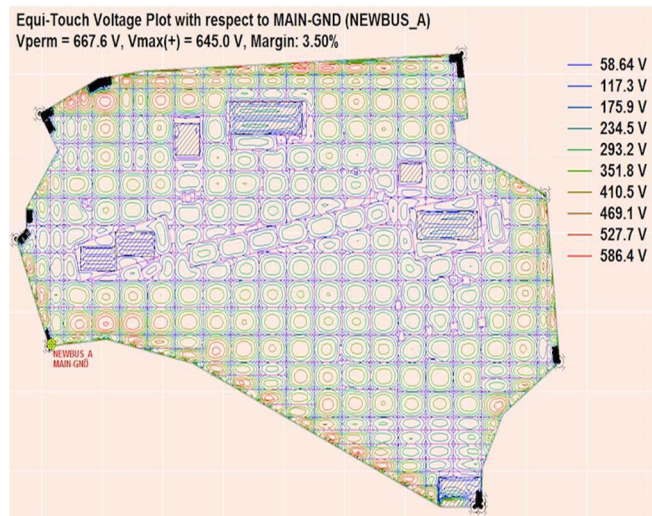 Equi-Touch Voltage Plot with respect to MAIN-GND (NEWBUS_A)
Vperm = 667.6 V, Vmax(+) = 645.0 V, Margin: 3.50%
58.64 V
117.3 V
175.9 V
234.5 V
293.2 V
351.8 V
410.5 V
469.1 V
527.7 V
586.4 V
NEWBUS_A
MAIN-GND